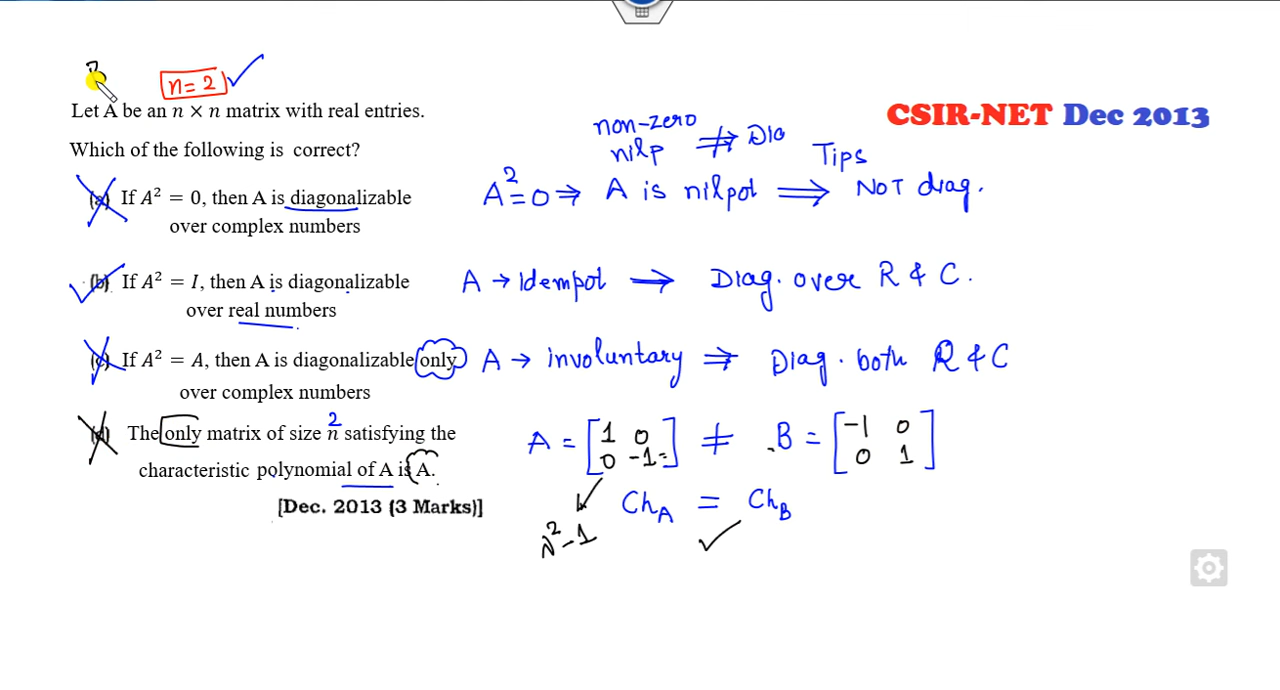 n=2
Let A be an n × n matrix with real entries.
CSIR-NET Dec 2013
Which of the following is correct?
non-zero
nilp ⇏ Dia
Tips
(a) If A² = 0, then A is diagonalizable
over complex numbers
A²=0 ⇒ A is nilpot ⟹ NOT diag.
(b) If A² = I, then A is diagonalizable
over real numbers
A → Idempot → Diag. over R & C.
(c) If A² = A, then A is diagonalizable only
over complex numbers
A → involuntary ⇒ Diag. both R & C
2
(d) The only matrix of size n satisfying the
characteristic polynomial of A is A.
A = [1 0 0 -1] ≠ B = [-1 0 0 1]
[Dec. 2013 (3 Marks)]
Ch_A = Ch_B
λ²-1